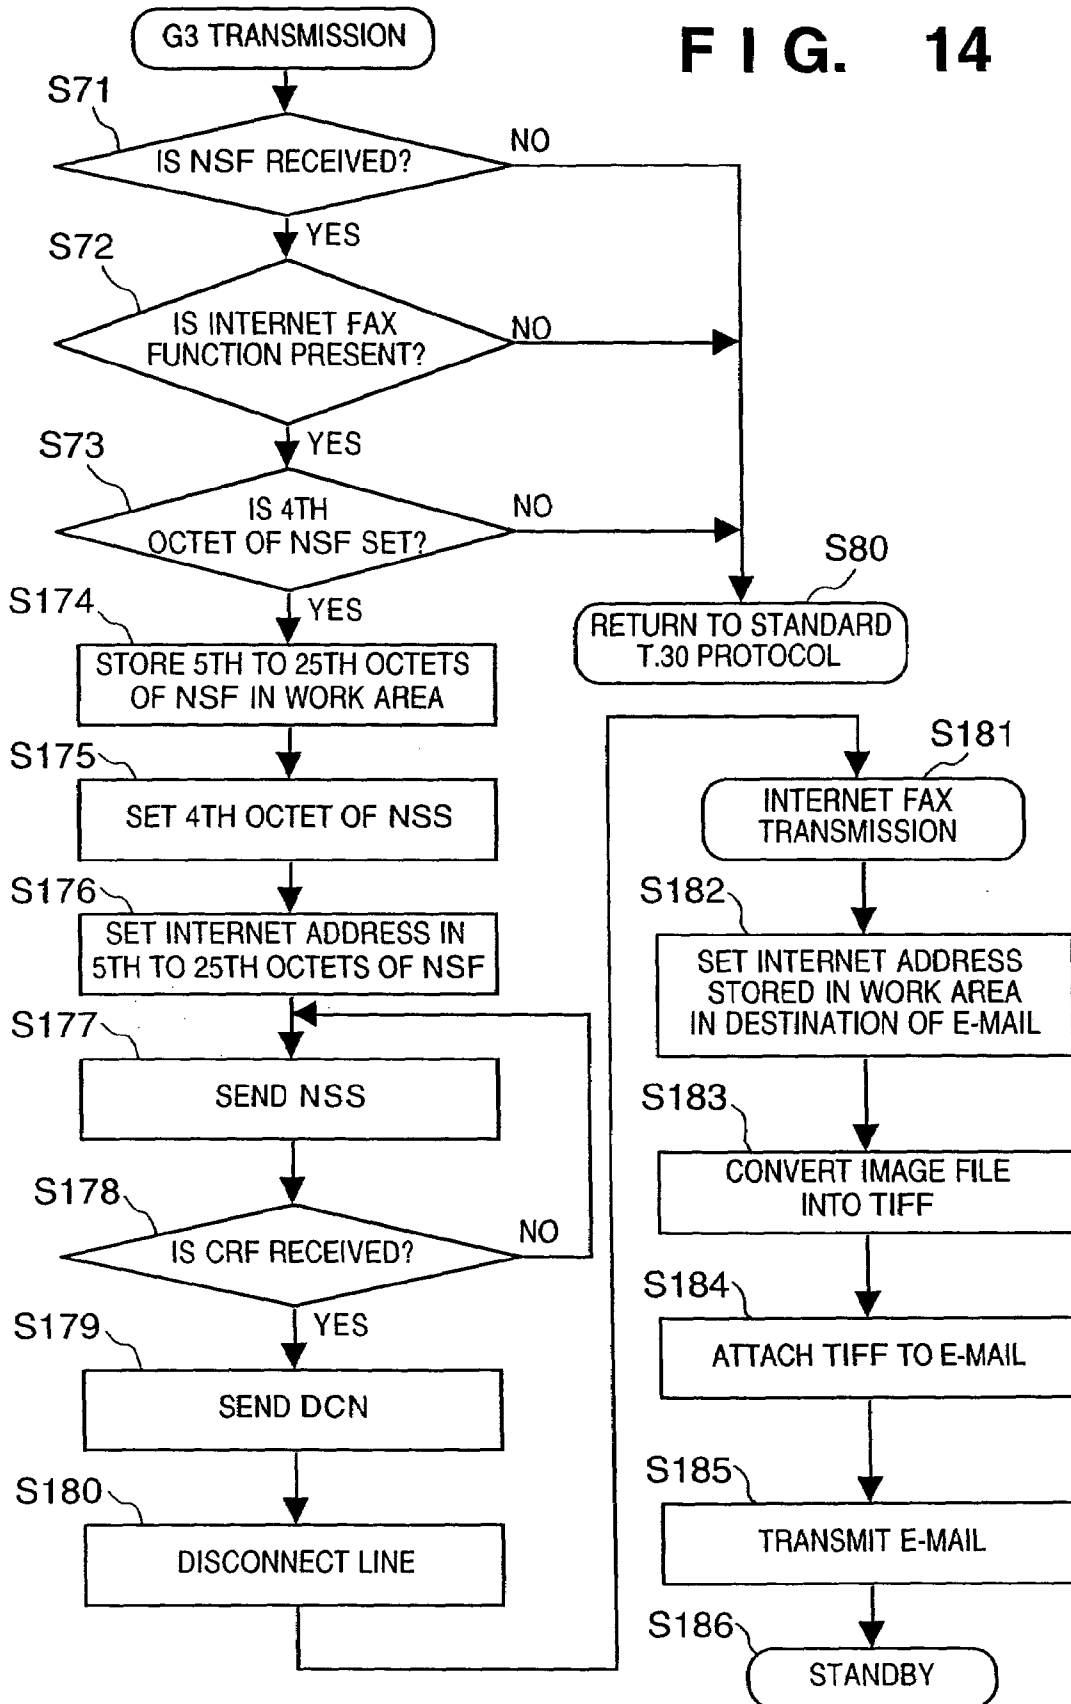 FIG. 14
G3 TRANSMISSION
S71
IS NSF RECEIVED?
NO
YES
S72
IS INTERNET FAX
FUNCTION PRESENT?
NO
YES
S73
IS 4TH
OCTET OF NSF SET?
NO
YES
S80
RETURN TO STANDARD
T.30 PROTOCOL
S174
STORE 5TH TO 25TH OCTETS
OF NSF IN WORK AREA
S175
SET 4TH OCTET OF NSS
S176
SET INTERNET ADDRESS IN
5TH TO 25TH OCTETS OF NSF
S177
SEND NSS
S178
IS CRF RECEIVED?
NO
YES
S179
SEND DCN
S180
DISCONNECT LINE
S181
INTERNET FAX
TRANSMISSION
S182
SET INTERNET ADDRESS
STORED IN WORK AREA
IN DESTINATION OF E-MAIL
S183
CONVERT IMAGE FILE
INTO TIFF
S184
ATTACH TIFF TO E-MAIL
S185
TRANSMIT E-MAIL
S186
STANDBY